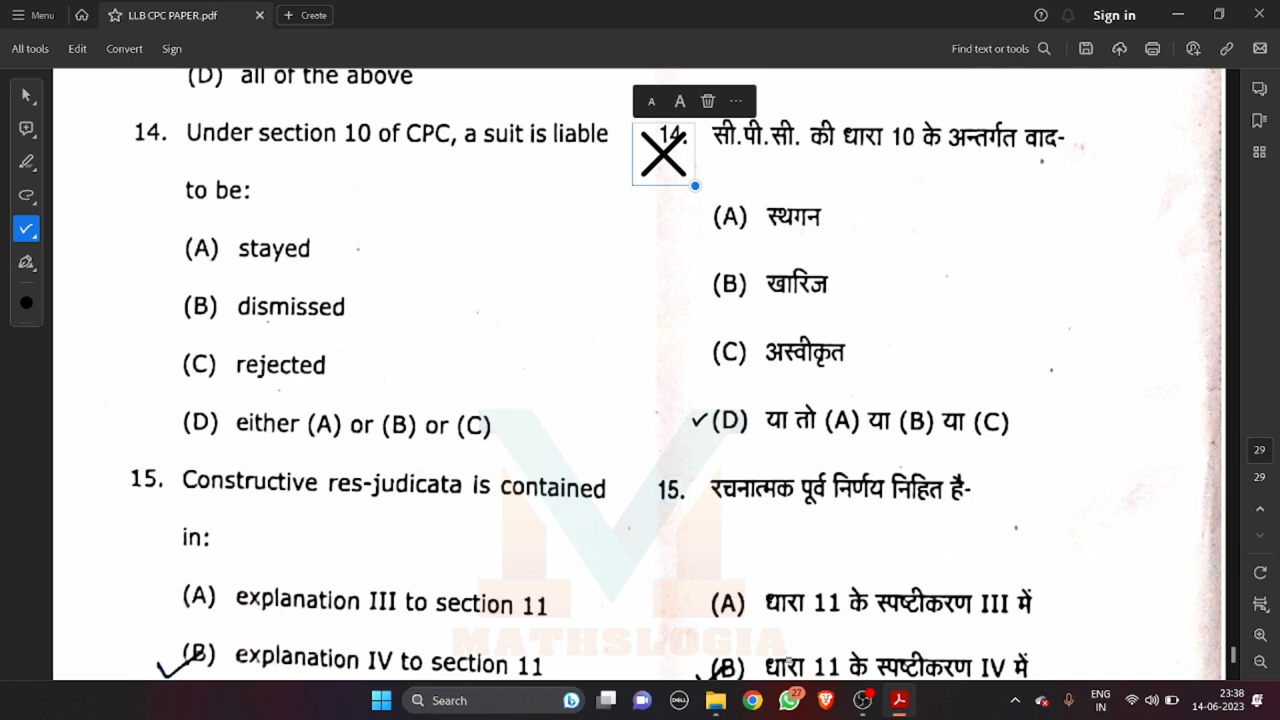 Menu
LLB CPC PAPER.pdf
Create
Sign in
All tools
Edit
Convert
Sign
Find text or tools
(D) all of the above
14. Under section 10 of CPC, a suit is liable
to be:
(A) stayed
(B) dismissed
(C) rejected
(D) either (A) or (B) or (C)
15. Constructive res-judicata is contained
in:
(A) explanation III to section 11
(B) explanation IV to section 11
A A
14. सी.पी.सी. की धारा 10 के अन्तर्गत वाद-
(A) स्थगन
(B) खारिज
(C) अस्वीकृत
(D) या तो (A) या (B) या (C)
15. रचनात्मक पूर्व निर्णय निहित है-
(A) धारा 11 के स्पष्टीकरण III में
(B) धारा 11 के स्पष्टीकरण IV में
MATHSLOGIA
29
29
Search
DELL
27
ENG
IN
23:38
14-06-2023